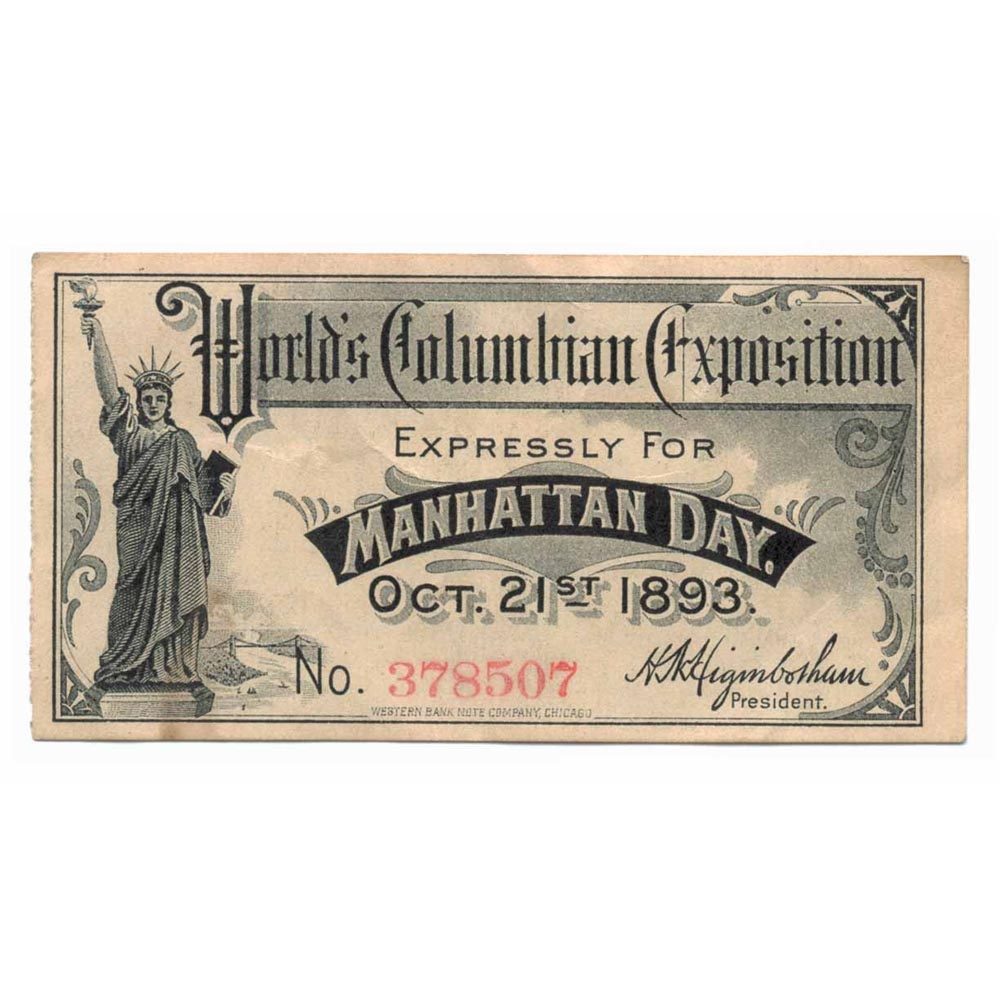 World's Columbian Exposition
EXPRESSLY FOR
MANHATTAN DAY.
OCT. 21ST 1893.
No. 378507
H.N. Higinbotham
President.
WESTERN BANK NOTE COMPANY, CHICAGO